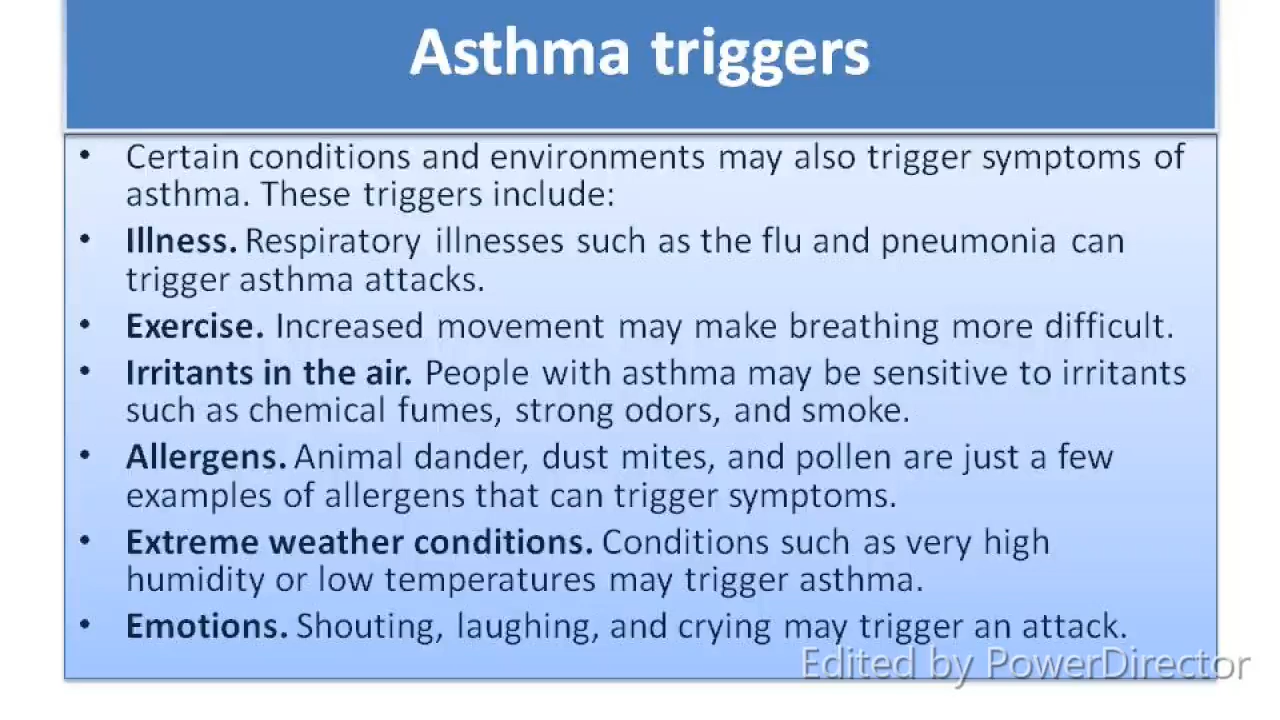 Asthma triggers
• Certain conditions and environments may also trigger symptoms of
asthma. These triggers include:
• Illness. Respiratory illnesses such as the flu and pneumonia can
trigger asthma attacks.
• Exercise. Increased movement may make breathing more difficult.
• Irritants in the air. People with asthma may be sensitive to irritants
such as chemical fumes, strong odors, and smoke.
• Allergens. Animal dander, dust mites, and pollen are just a few
examples of allergens that can trigger symptoms.
• Extreme weather conditions. Conditions such as very high
humidity or low temperatures may trigger asthma.
• Emotions. Shouting, laughing, and crying may trigger an attack.
Edited by PowerDirector